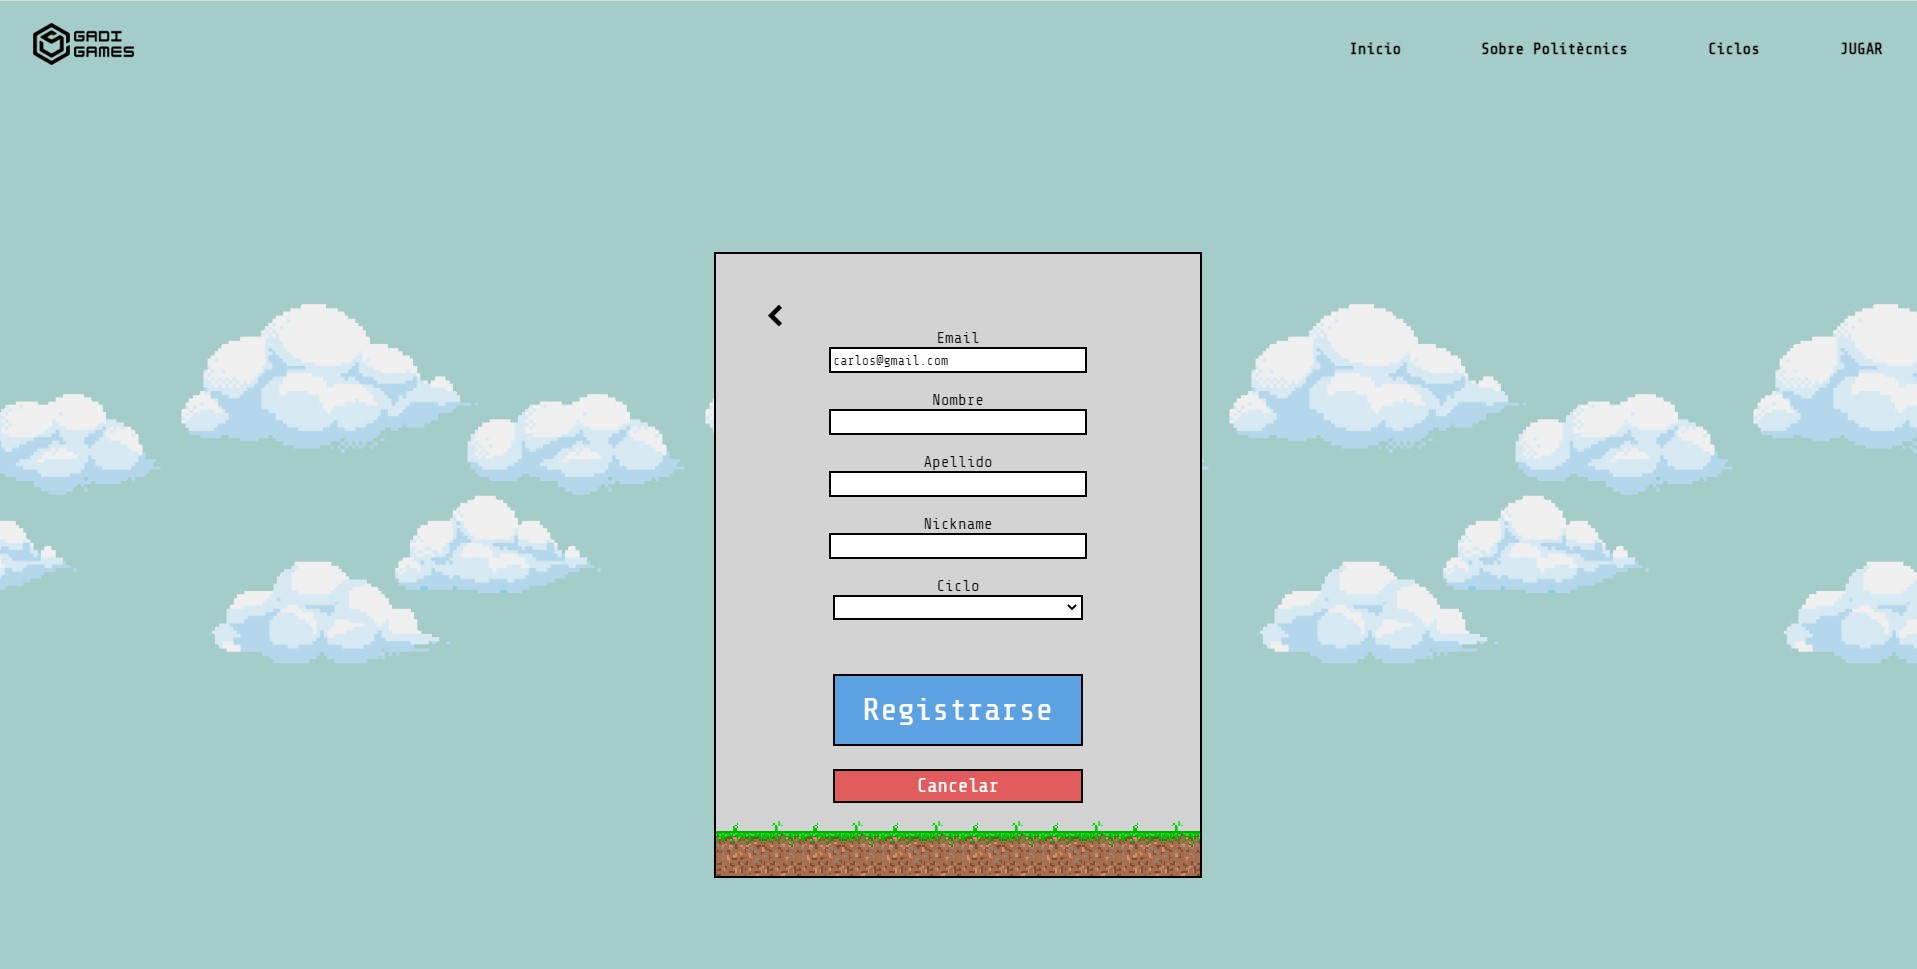 GADI
GAMES
Inicio
Sobre Politècnics
Ciclos
JUGAR
Email
carlos@gmail.com
Nombre
Apellido
Nickname
Ciclo
Registrarse
Cancelar